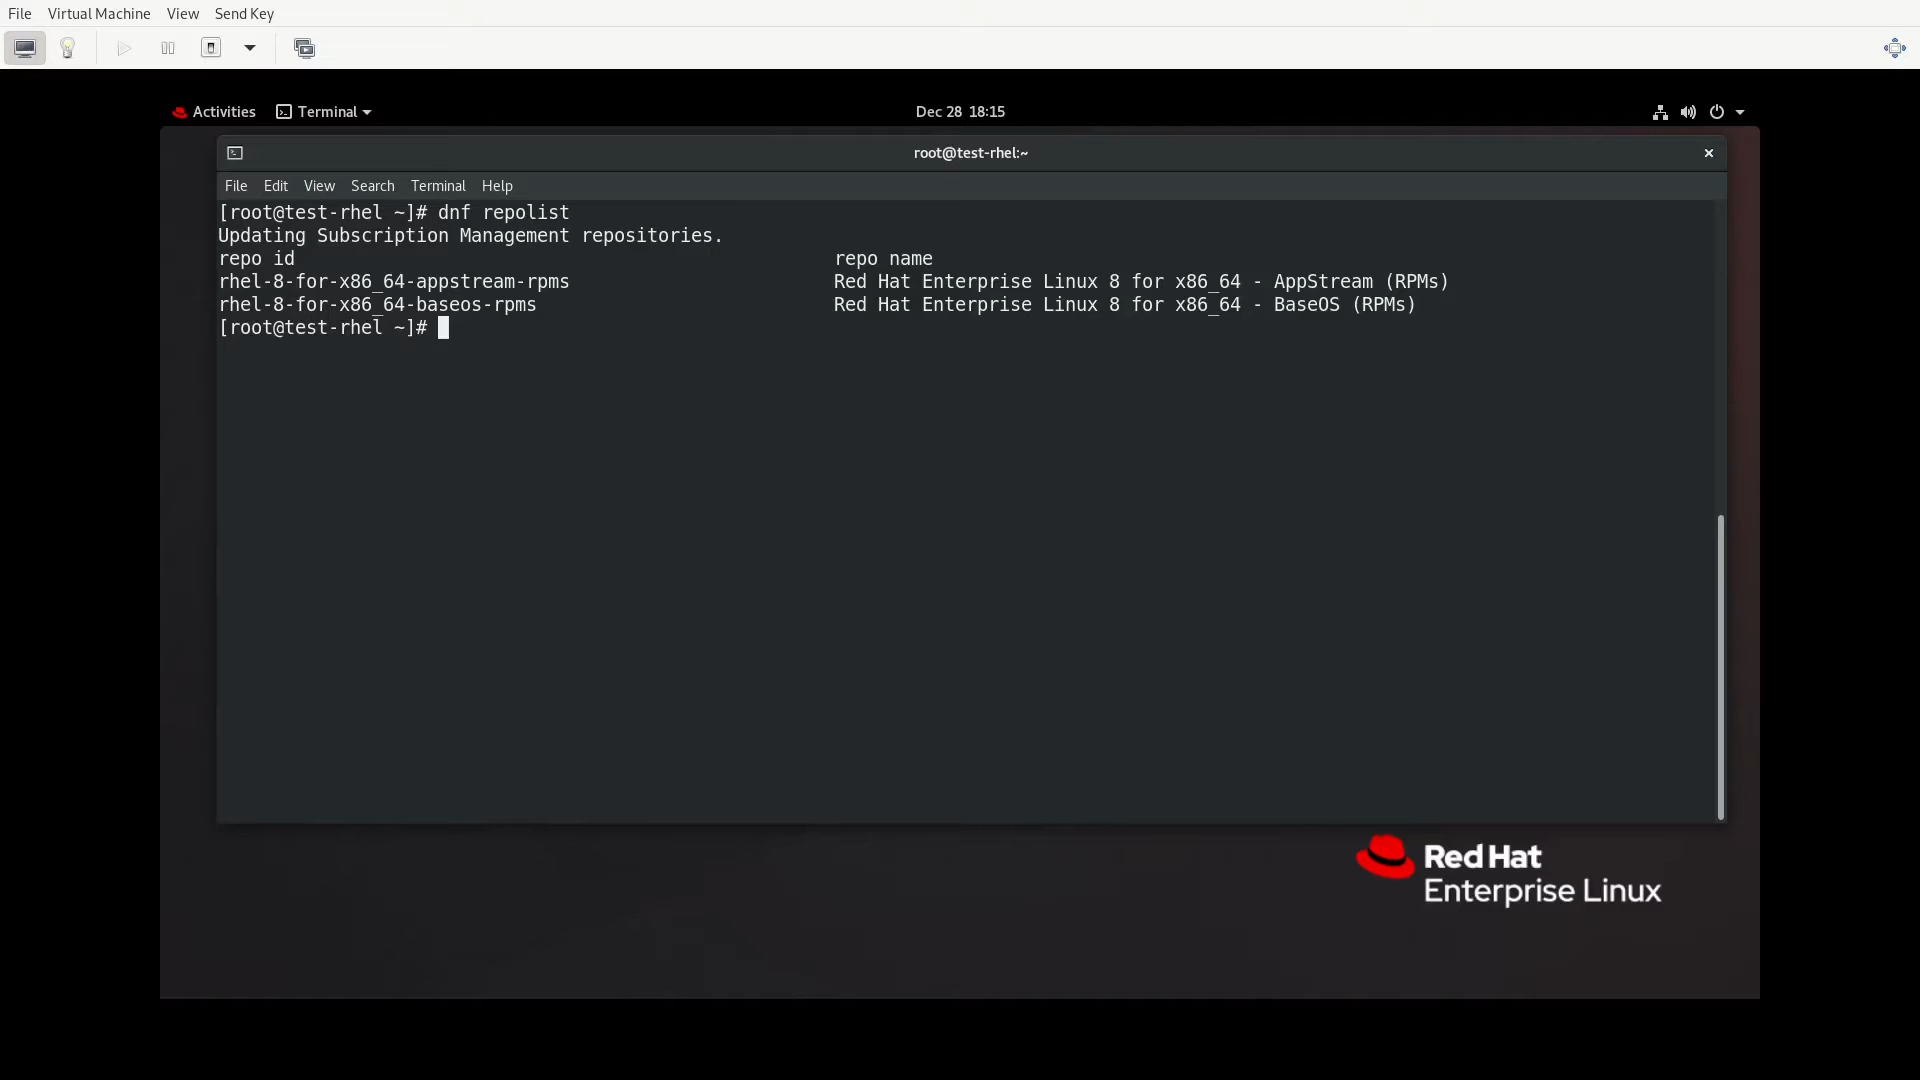 File Virtual Machine View Send Key
Activities Terminal Dec 28 18:15
root@test-rhel:~
File Edit View Search Terminal Help
[root@test-rhel ~]# dnf repolist
Updating Subscription Management repositories.
repo id repo name
rhel-8-for-x86_64-appstream-rpms Red Hat Enterprise Linux 8 for x86_64 - AppStream (RPMs)
rhel-8-for-x86_64-baseos-rpms Red Hat Enterprise Linux 8 for x86_64 - BaseOS (RPMs)
[root@test-rhel ~]#
Red Hat
Enterprise Linux